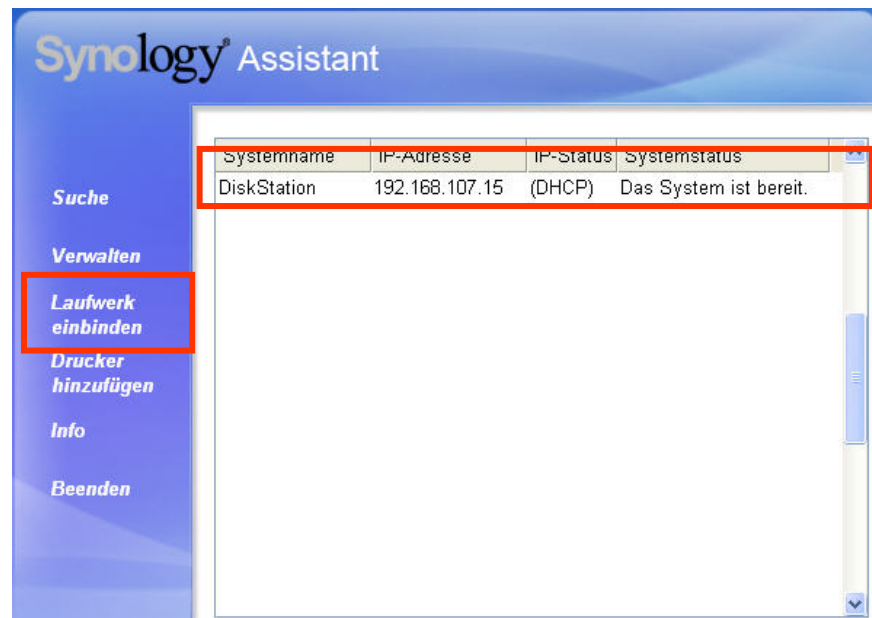 Synology® Assistant
Systemname IP-Adresse IP-Status Systemstatus
DiskStation 192.168.107.15 (DHCP) Das System ist bereit.
Suche
Verwalten
Laufwerk
einbinden
Drucker
hinzufügen
Info
Beenden